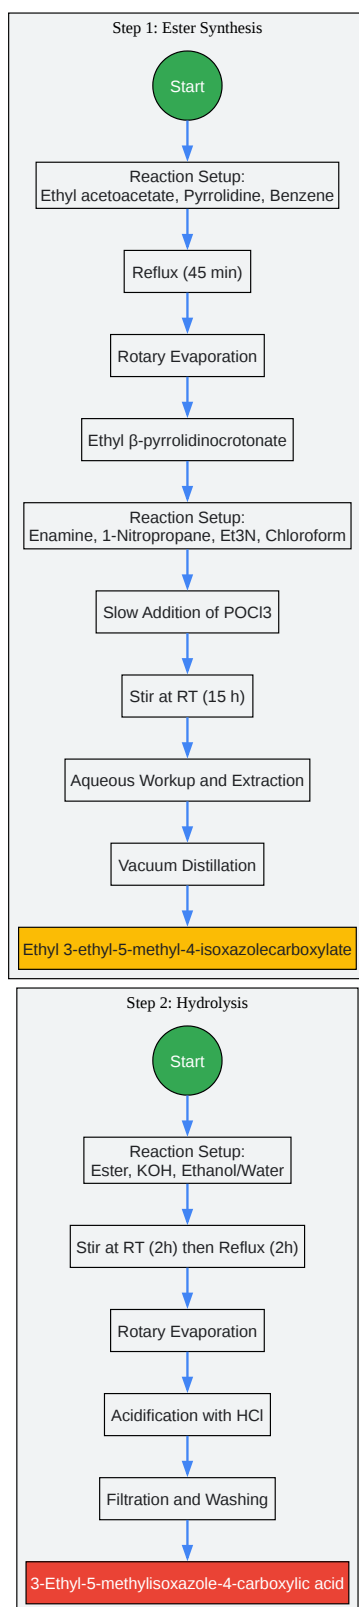 Step 1: Ester Synthesis
Start
Reaction Setup:
Ethyl acetoacetate, Pyrrolidine, Benzene
Reflux (45 min)
Rotary Evaporation
Ethyl β-pyrrolidinocrotonate
Reaction Setup:
Enamine, 1-Nitropropane, Et3N, Chloroform
Slow Addition of POCl3
Stir at RT (15 h)
Aqueous Workup and Extraction
Vacuum Distillation
Ethyl 3-ethyl-5-methyl-4-isoxazolecarboxylate
Step 2: Hydrolysis
Start
Reaction Setup:
Ester, KOH, Ethanol/Water
Stir at RT (2h) then Reflux (2h)
Rotary Evaporation
Acidification with HCl
Filtration and Washing
3-Ethyl-5-methylisoxazole-4-carboxylic acid